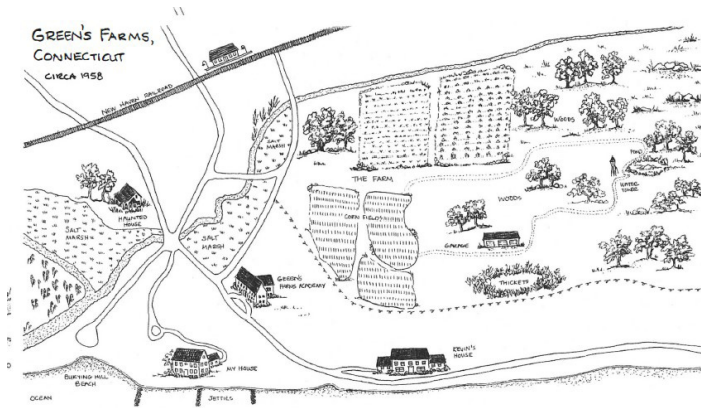 GREEN'S FARMS,
CONNECTICUT
CIRCA 1958
NEW HAVEN RAILROAD
SALT
MARSH
WOODS
POND
THE FARM
WATER
TOWER
HAUNTED
HOUSE
CORN FIELDS
WOODS
SALT
MARSH
SALT
MARSH
GARAGE
GREEN'S
FARMS ACADEMY
THICKETS
KEVIN'S
HOUSE
MY HOUSE
BURYING HILL
BEACH
OCEAN
JETTIES